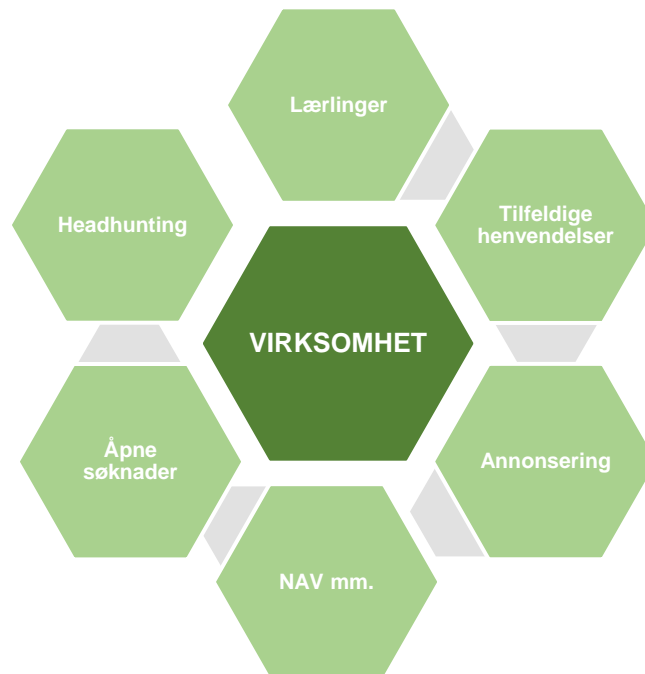 Lærlinger
Headhunting
Tilfeldige
henvendelser
VIRKSOMHET
Åpne
søknader
Annonsering
NAV mm.